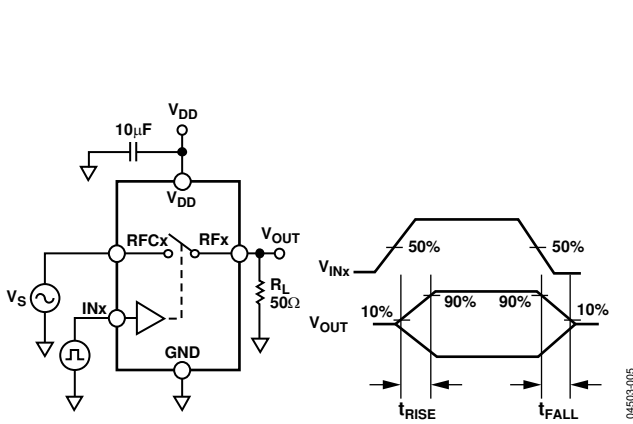 V_DD
10µF
V_DD
RFCx
RFx
V_OUT
V_S
INx
R_L
50Ω
GND
50%
50%
V_INx
10%
90%
90%
10%
V_OUT
t_RISE
t_FALL
04503-005